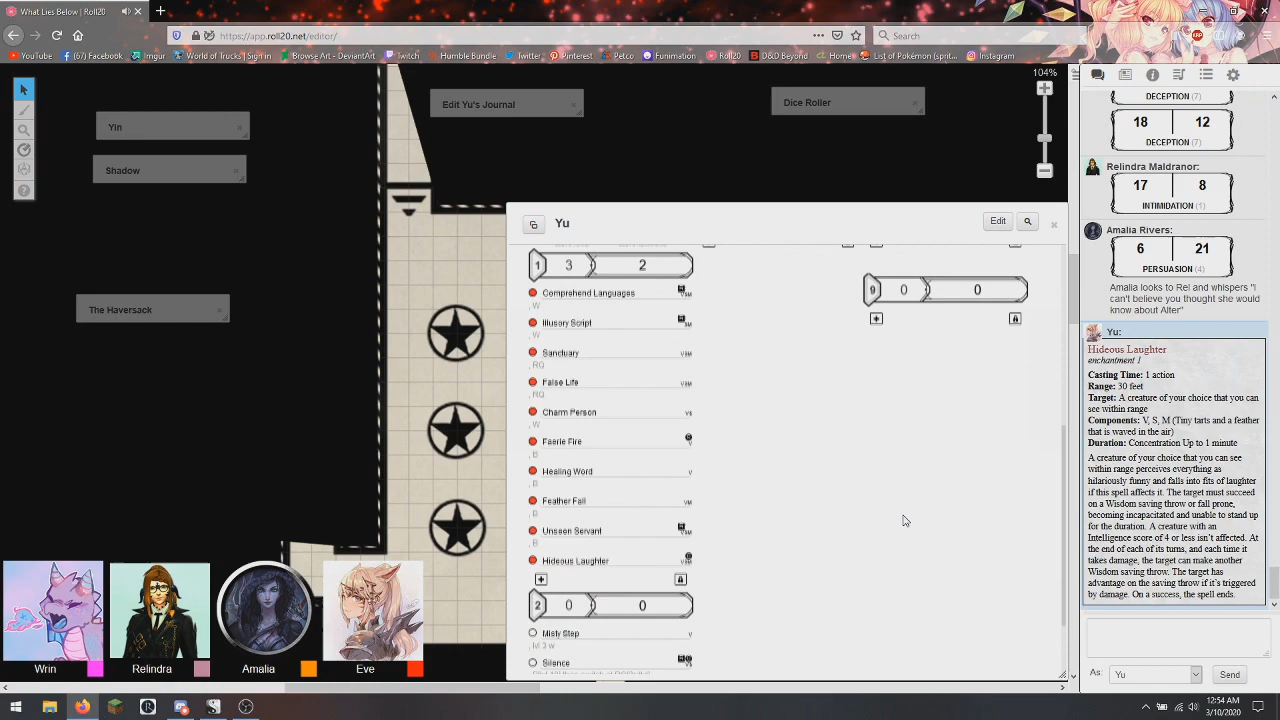 What Lies Below | Roll20
https://app.roll20.net/editor/
Search
YouTube
(2) Facebook
Imgur
World of Trucks | Sign in
Browse Art - DeviantArt
Twitch
Humble Bundle
Twitter
Pinterest
Petco
Funimation
Roll20
D&D Beyond
Home
List of Pokémon (sprit...
Instagram
104%
Edit Yu's Journal
Dice Roller
Yin
Shadow
The Haversack
Yu
Edit
1 3 2
Comprehend Languages
, W
Illusory Script
, W
Sanctuary VSM
, RQ
False Life VSM
, RQ
Charm Person VS
, W
Faerie Fire V
, B
Healing Word V
, B
Feather Fall VM
, B
Unseen Servant
, B
Hideous Laughter
2 0 0
Misty Step V
, lvl 3 w
Silence
9 0 0
DECEPTION (7)
18 12
DECEPTION (7)
Relindra Maldranor:
17 8
INTIMIDATION (1)
Amalia Rivers:
6 21
PERSUASION (4)
Amalia looks to Rel and whispers "I
can't believe you thought she would
know about Alter"
Yu:
Hideous Laughter
enchantment 1
Casting Time: 1 action
Range: 30 feet
Target: A creature of your choice that you can
see within range
Components: V, S, M (Tiny tarts and a feather
that is waved in the air)
Duration: Concentration Up to 1 minute
A creature of your choice that you can see
within range perceives everything as
hilariously funny and falls into fits of laughter
if this spell affects it. The target must succeed
on a Wisdom saving throw or fall prone,
becoming incapacitated and unable to stand up
for the duration. A creature with an
Intelligence score of 4 or less isn't affected. At
the end of each of its turns, and each time it
takes damage, the target can make another
Wisdom saving throw. The target has
advantage on the saving throw if it's triggered
by damage. On a success, the spell ends.
As: Yu
Send
Wrin
Relindra
Amalia
Eve
12:54 AM
3/10/2020